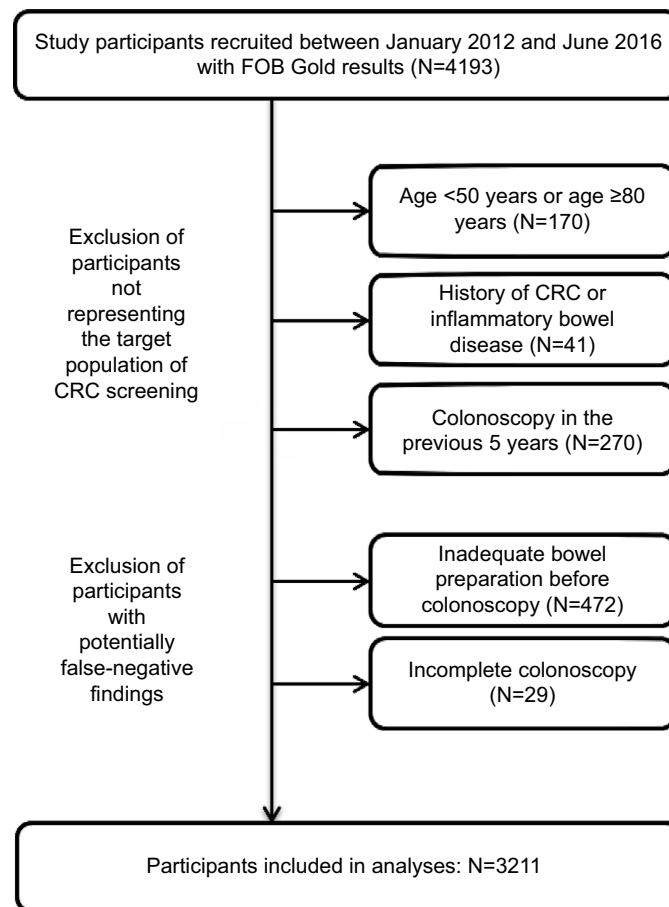 Study participants recruited between January 2012 and June 2016
with FOB Gold results (N=4193)
Exclusion of
participants
not
representing
the target
population of
CRC screening
Age <50 years or age ≥80
years (N=170)
History of CRC or
inflammatory bowel
disease (N=41)
Colonoscopy in the
previous 5 years (N=270)
Exclusion of
participants
with
potentially
false-negative
findings
Inadequate bowel
preparation before
colonoscopy (N=472)
Incomplete colonoscopy
(N=29)
Participants included in analyses: N=3211